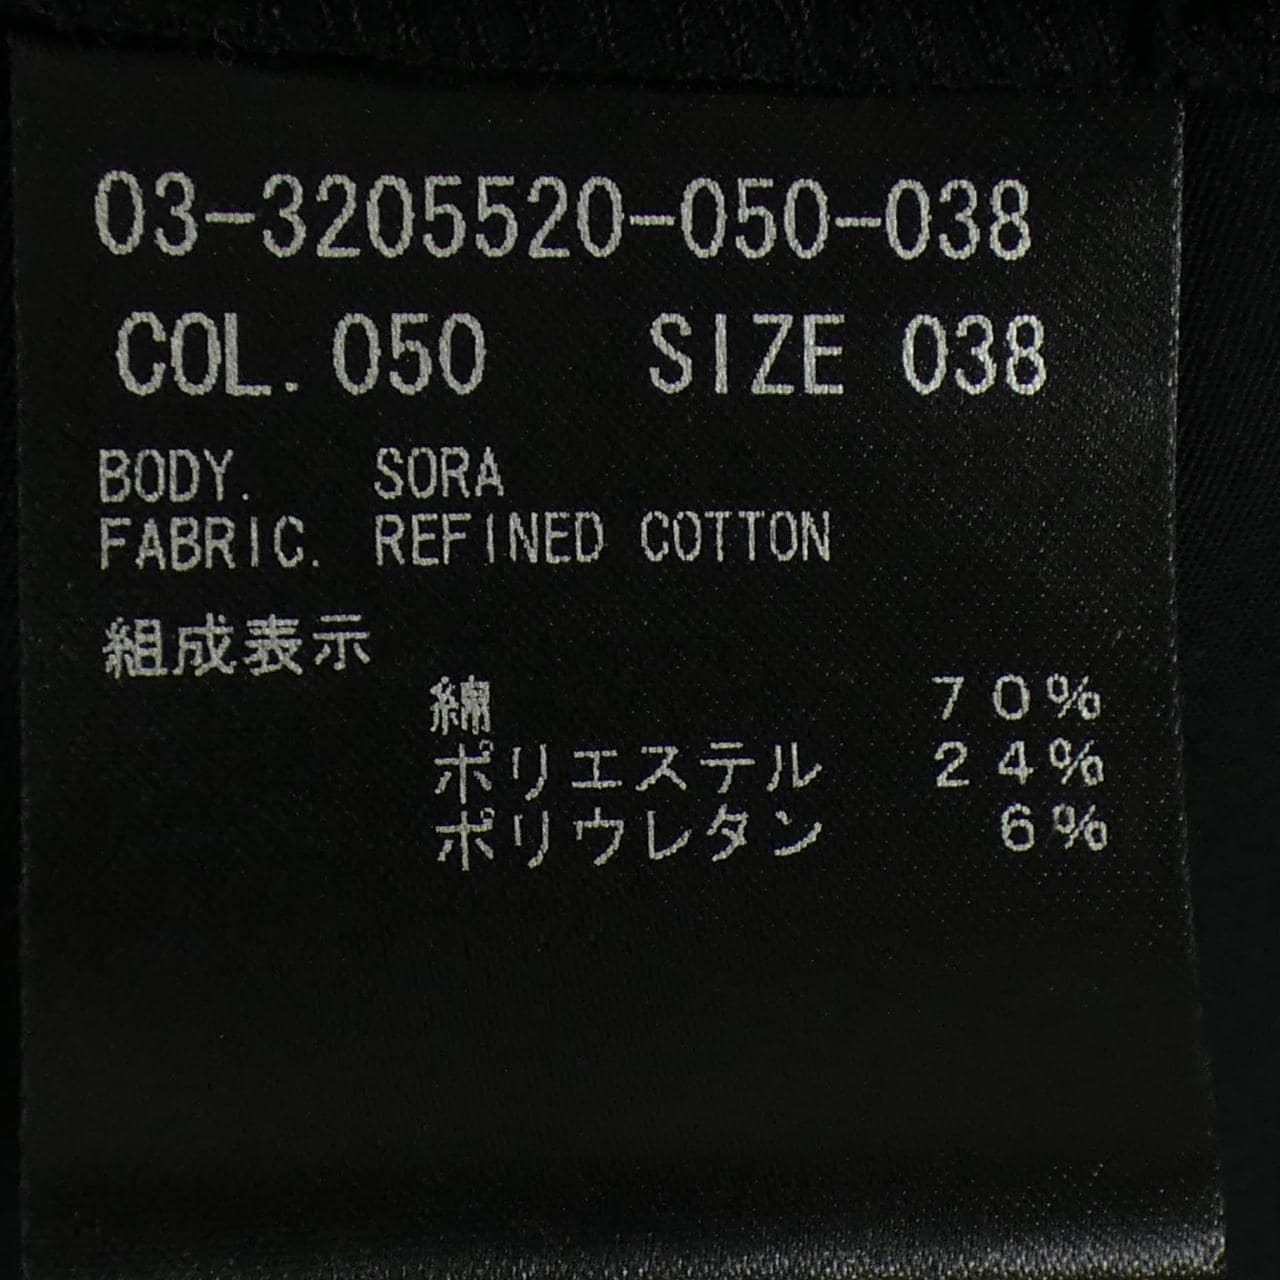 03-3205520-050-038
COL. 050 SIZE 038
BODY. SORA
FABRIC. REFINED COTTON
組成表示
綿 70%
ポリエステル 24%
ポリウレタン 6%